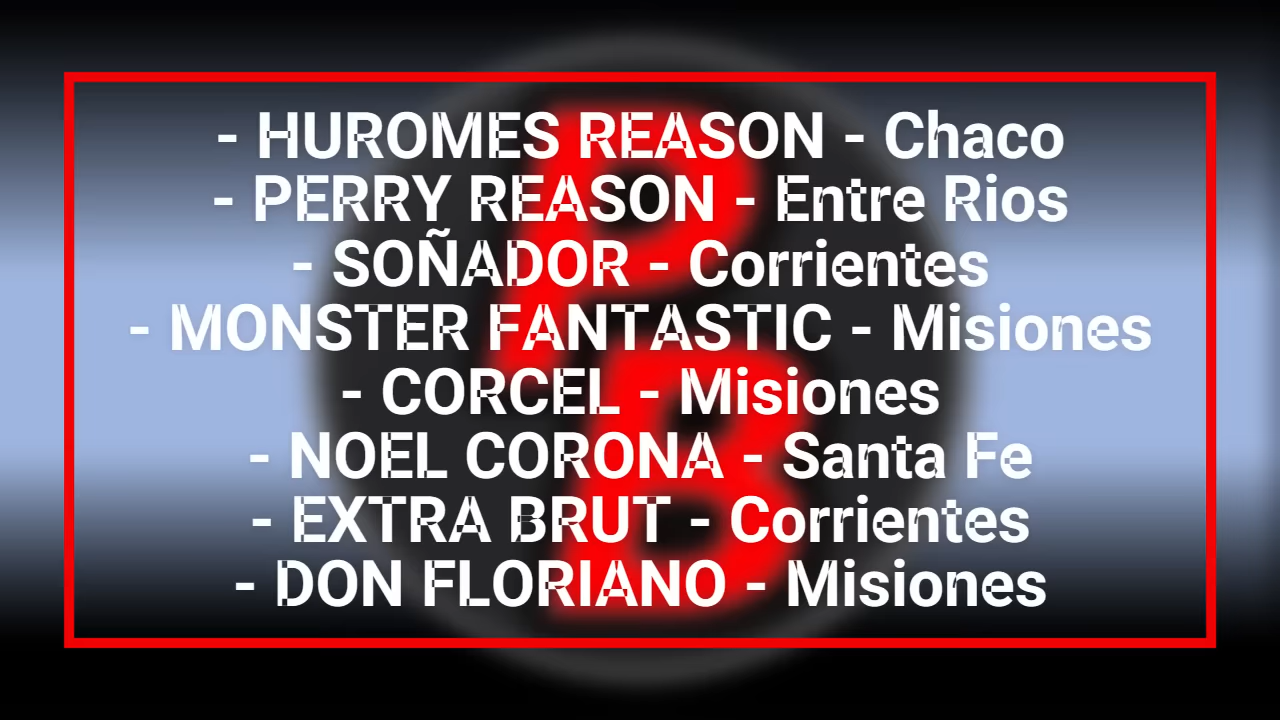 - HUROMES REASON - Chaco
- PERRY REASON - Entre Rios
- SOÑADOR - Corrientes
- MONSTER FANTASTIC - Misiones
- CORCEL - Misiones
- NOEL CORONA - Santa Fe
- EXTRA BRUT - Corrientes
- DON FLORIANO - Misiones
P
B